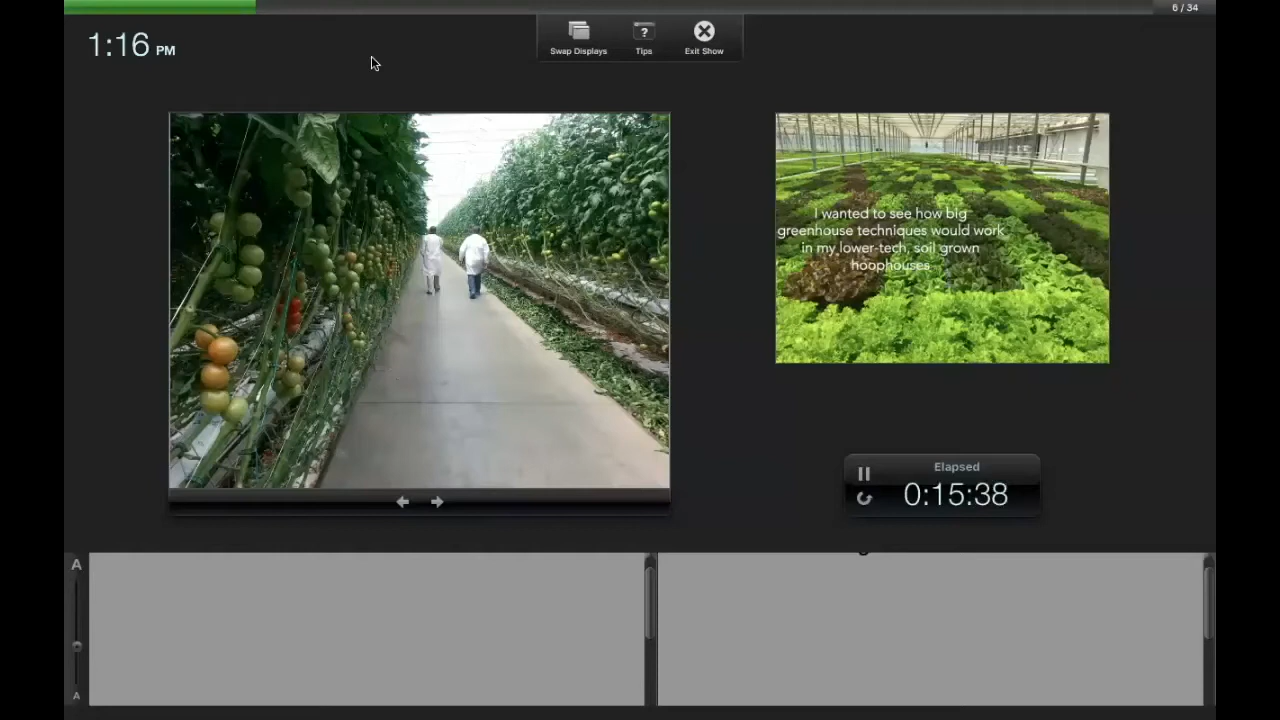 6 / 34
1:16 PM
Swap Displays
Tips
Exit Show
I wanted to see how big
greenhouse techniques would work
in my lower-tech, soil grown
hoophouses
Elapsed
0:15:38
A
A